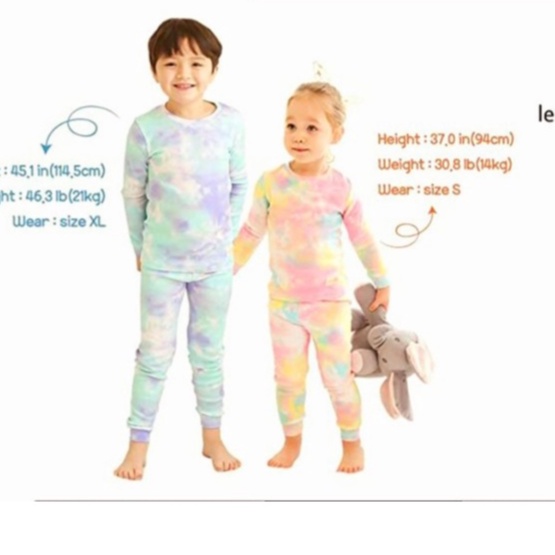 : 45,1 in(114,5cm)
ht : 46,3 lb(21kg)
Wear : size XL
Height : 37,0 in(94cm)
Weight : 30,8 lb(14kg)
Wear : size S
le